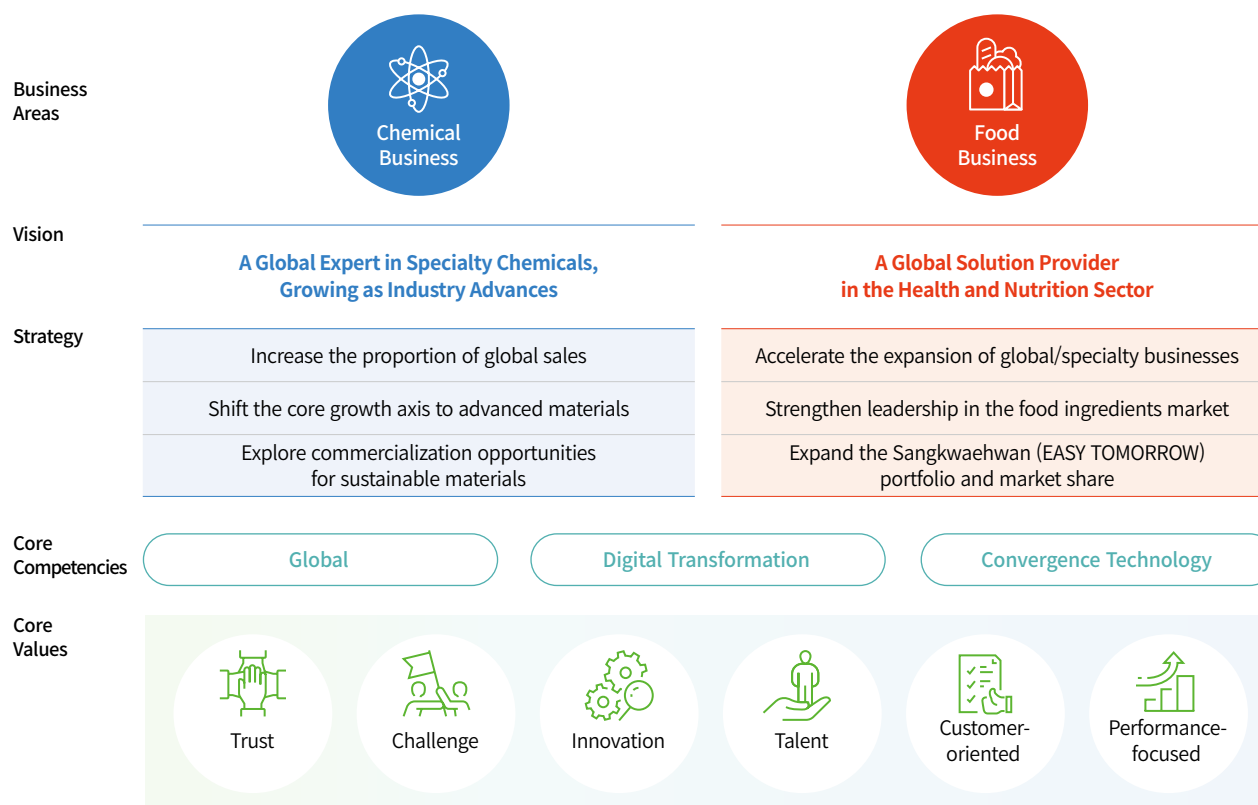 Business
Areas
Chemical
Business
Food
Business
Vision
A Global Expert in Specialty Chemicals,
Growing as Industry Advances
A Global Solution Provider
in the Health and Nutrition Sector
Strategy
Increase the proportion of global sales
Shift the core growth axis to advanced materials
Explore commercialization opportunities
for sustainable materials
Accelerate the expansion of global/specialty businesses
Strengthen leadership in the food ingredients market
Expand the Sangkwaehwan (EASY TOMORROW)
portfolio and market share
Core
Competencies
Global
Digital Transformation
Convergence Technology
Core
Values
Trust
Challenge
Innovation
Talent
Customer-
oriented
Performance-
focused